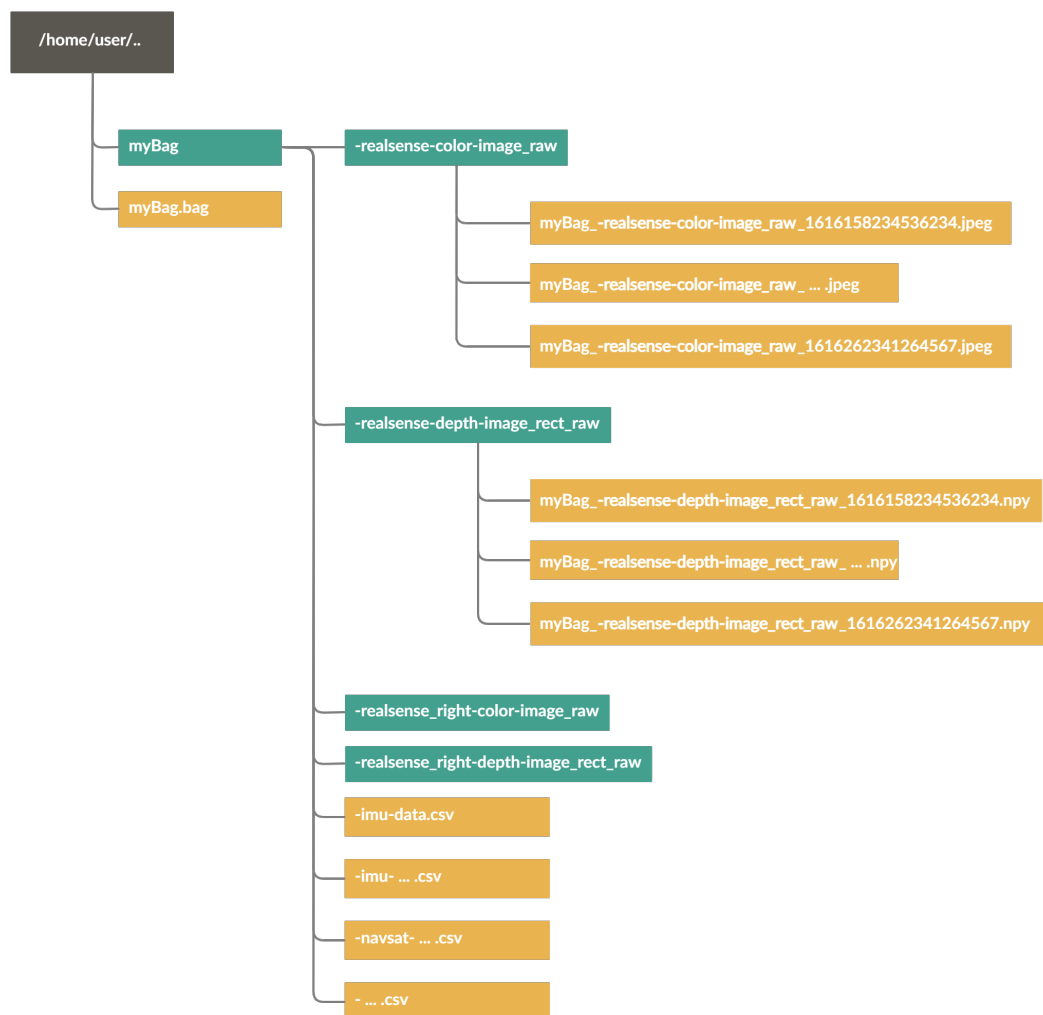 /home/user/..
myBag
-realsense-color-image_raw
myBag.bag
myBag_-realsense-color-image_raw_1616158234536234.jpeg
myBag_-realsense-color-image_raw_ ... .jpeg
myBag_-realsense-color-image_raw_1616262341264567.jpeg
-realsense-depth-image_rect_raw
myBag_-realsense-depth-image_rect_raw_1616158234536234.npy
myBag_-realsense-depth-image_rect_raw_ ... .npy
myBag_-realsense-depth-image_rect_raw_1616262341264567.npy
-realsense_right-color-image_raw
-realsense_right-depth-image_rect_raw
-imu-data.csv
-imu- ... .csv
-navsat- ... .csv
- ... .csv